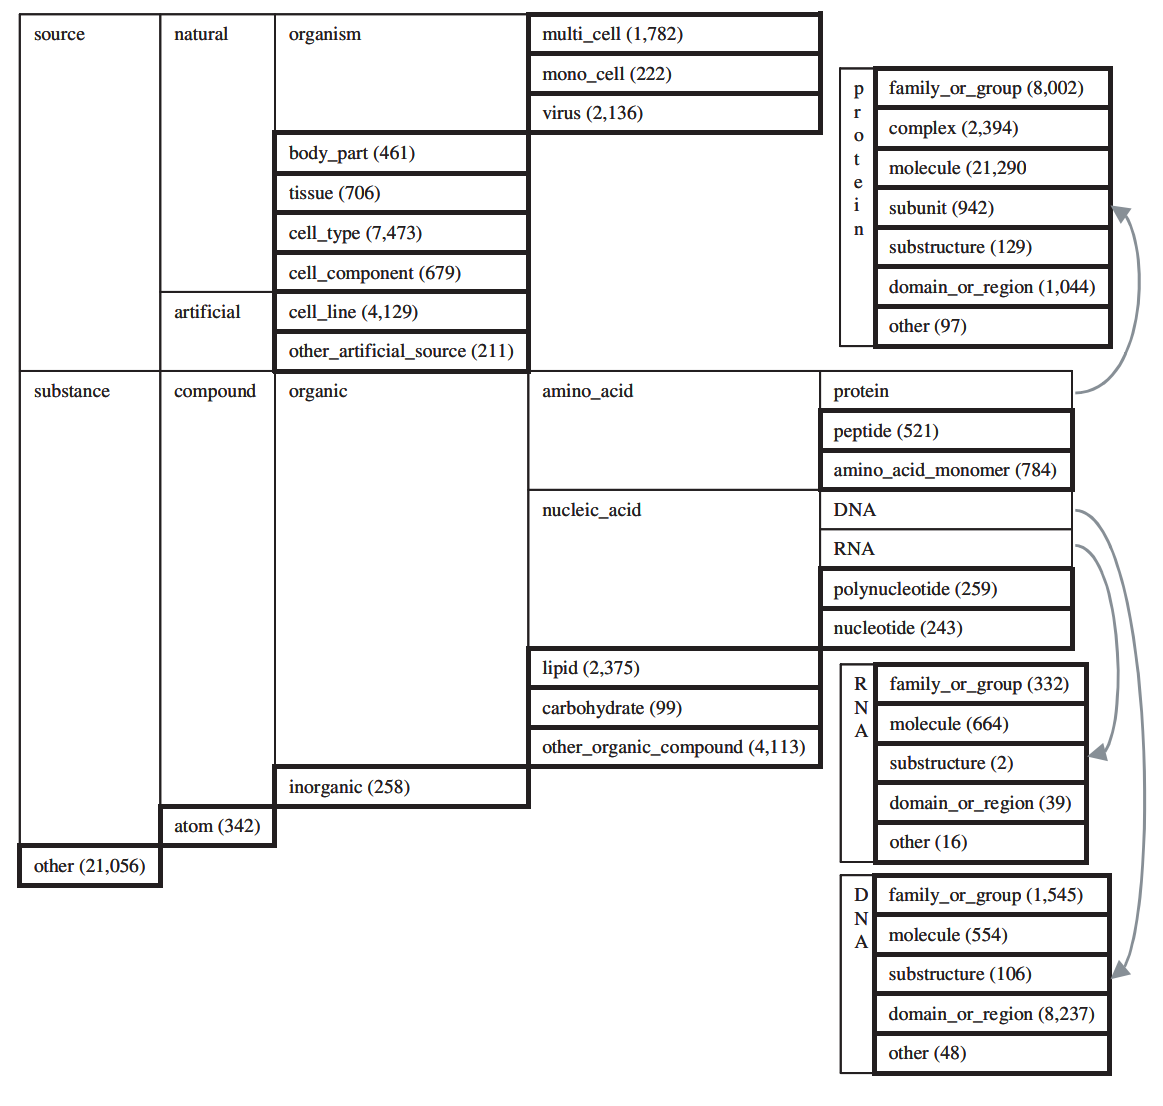 source
natural
organism
multi_cell (1,782)
mono_cell (222)
virus (2,136)
body_part (461)
tissue (706)
cell_type (7,473)
cell_component (679)
artificial
cell_line (4,129)
other_artificial_source (211)
substance
compound
organic
amino_acid
protein
peptide (521)
amino_acid_monomer (784)
nucleic_acid
DNA
RNA
polynucleotide (259)
nucleotide (243)
lipid (2,375)
carbohydrate (99)
other_organic_compound (4,113)
inorganic (258)
atom (342)
other (21,056)
protein
family_or_group (8,002)
complex (2,394)
molecule (21,290
subunit (942)
substructure (129)
domain_or_region (1,044)
other (97)
RNA
family_or_group (332)
molecule (664)
substructure (2)
domain_or_region (39)
other (16)
DNA
family_or_group (1,545)
molecule (554)
substructure (106)
domain_or_region (8,237)
other (48)